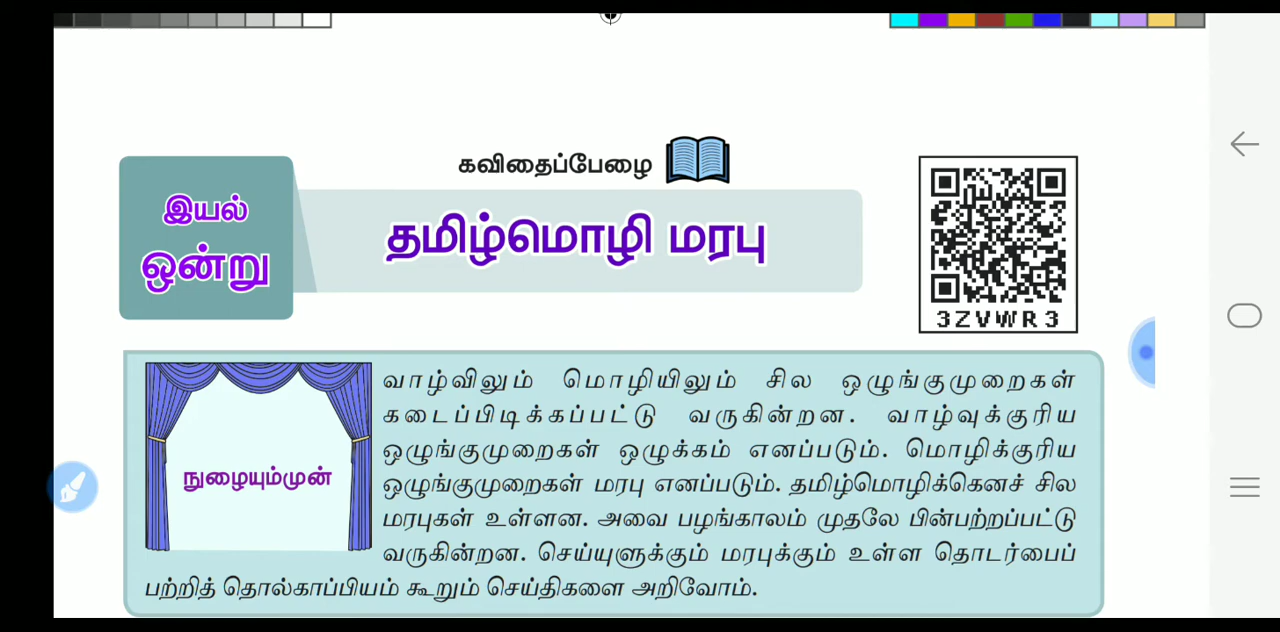 கவிதைப்பேழை
இயல்
ஒன்று
தமிழ்மொழி மரபு
3ZVWR3
நுழையும்முன்
வாழ்விலும் மொழியிலும் சில ஒழுங்குமுறைகள்
கடைப்பிடிக்கப்பட்டு வருகின்றன. வாழ்வுக்குரிய
ஒழுங்குமுறைகள் ஒழுக்கம் எனப்படும். மொழிக்குரிய
ஒழுங்குமுறைகள் மரபு எனப்படும். தமிழ்மொழிக்கெனச் சில
மரபுகள் உள்ளன. அவை பழங்காலம் முதலே பின்பற்றப்பட்டு
வருகின்றன. செய்யுளுக்கும் மரபுக்கும் உள்ள தொடர்பைப்
பற்றித் தொல்காப்பியம் கூறும் செய்திகளை அறிவோம்.